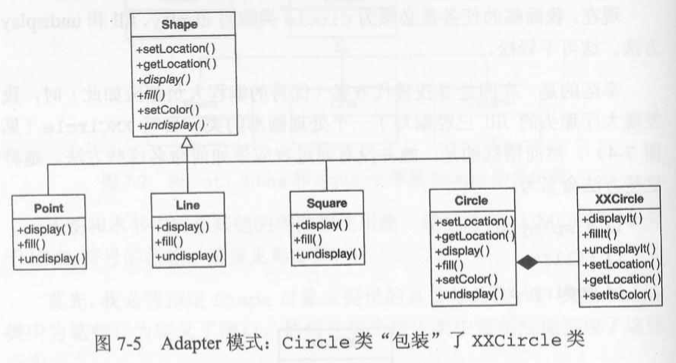 Shape
+setLocation()
+getLocation()
+display()
+fill()
+setColor()
+undisplay()
Point
+display()
+fill()
+undisplay()
Line
+display()
+fill()
+undisplay()
Square
+display()
+fill()
+undisplay()
Circle
+setLocation()
+getLocation()
+display()
+fill()
+setColor()
+undisplay()
XXCircle
+displayIt()
+fillIt()
+undisplayIt()
+setLocation()
+getLocation()
+setItsColor()
图 7-5 Adapter 模式：Circle 类“包装”了 XXCircle 类